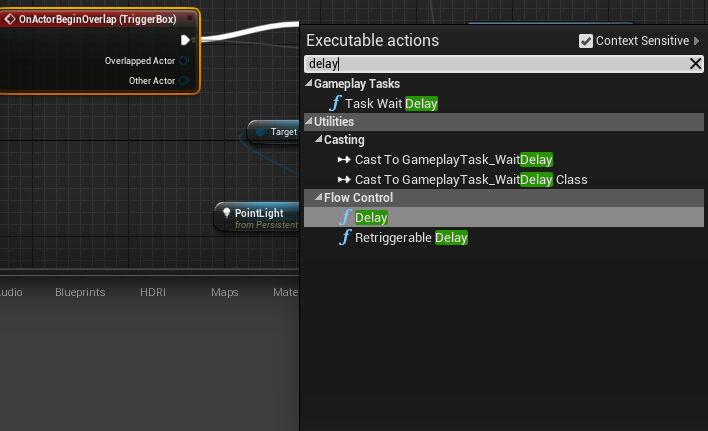 OnActorBeginOverlap (TriggerBox)
Overlapped Actor
Other Actor
Target
PointLight
from Persistent
Executable actions
Context Sensitive
delay
Gameplay Tasks
Task Wait Delay
Utilities
Casting
Cast To GameplayTask_WaitDelay
Cast To GameplayTask_WaitDelay Class
Flow Control
Delay
Retriggerable Delay
udio Blueprints HDRI Maps Mate